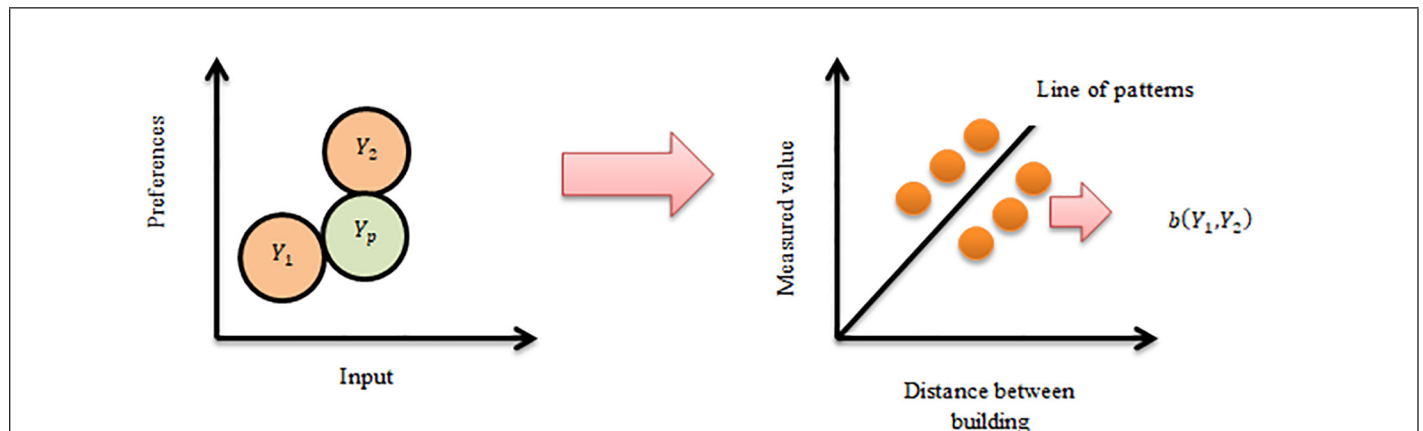 Preferences
Y₂
Yₚ
Y₁
Input
Measured value
Line of patterns
b(Y₁,Y₂)
Distance between
building